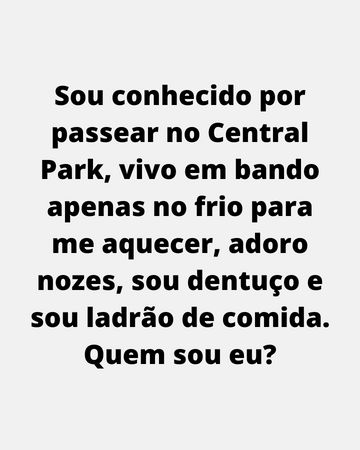 Sou conhecido por
passear no Central
Park, vivo em bando
apenas no frio para
me aquecer, adoro
nozes, sou dentuço e
sou ladrão de comida.
Quem sou eu?